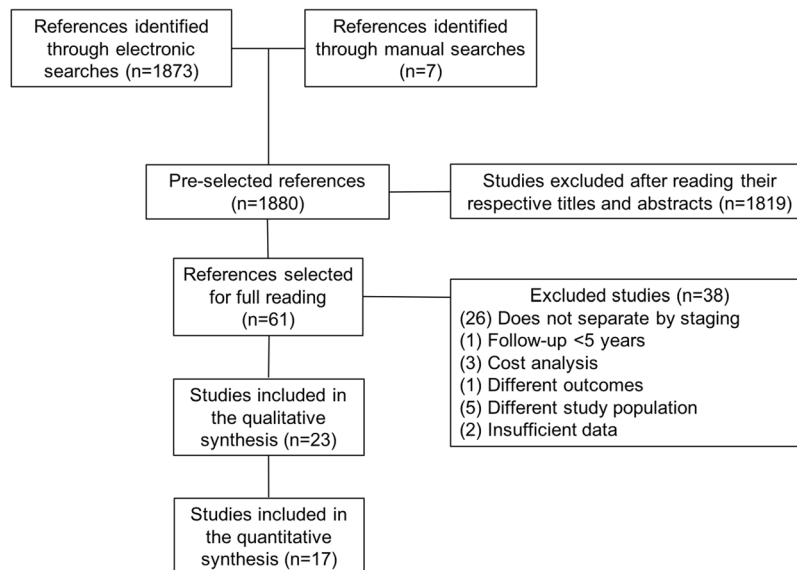 References identified
through electronic
searches (n=1873)
References identified
through manual searches
(n=7)
Pre-selected references
(n=1880)
Studies excluded after reading their
respective titles and abstracts (n=1819)
References selected
for full reading
(n=61)
Excluded studies (n=38)
(26) Does not separate by staging
(1) Follow-up <5 years
(3) Cost analysis
(1) Different outcomes
(5) Different study population
(2) Insufficient data
Studies included in
the qualitative
synthesis (n=23)
Studies included in
the quantitative
synthesis (n=17)